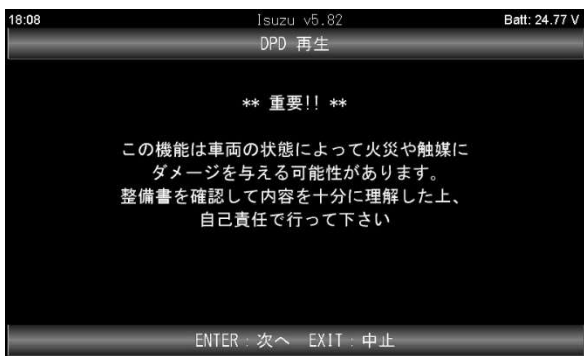 18:08 Isuzu v5.82 Batt: 24.77 V
DPD 再生
** 重要!! **
この機能は車両の状態によって火災や触媒に
ダメージを与える可能性があります。
整備書を確認して内容を十分に理解した上、
自己責任で行って下さい
ENTER : 次へ EXIT : 中止